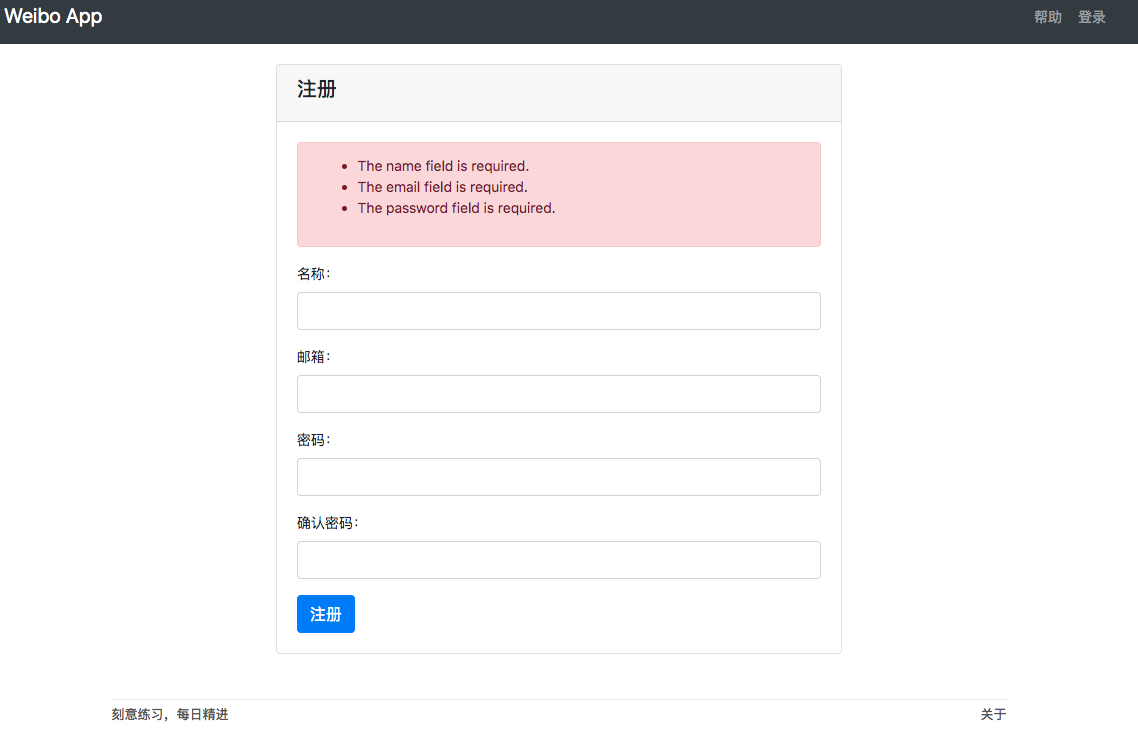 Weibo App 帮助 登录
注册
The name field is required.
The email field is required.
The password field is required.
名称：
邮箱：
密码：
确认密码：
注册
刻意练习，每日精进 关于